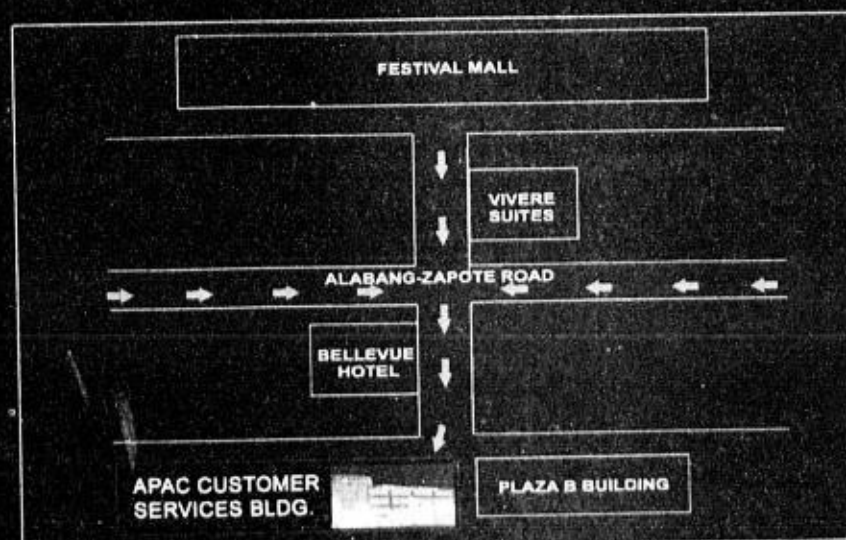 FESTIVAL MALL
VIVERE
SUITES
ALABANG-ZAPOTE ROAD
BELLEVUE
HOTEL
APAC CUSTOMER
SERVICES BLDG.
PLAZA B BUILDING